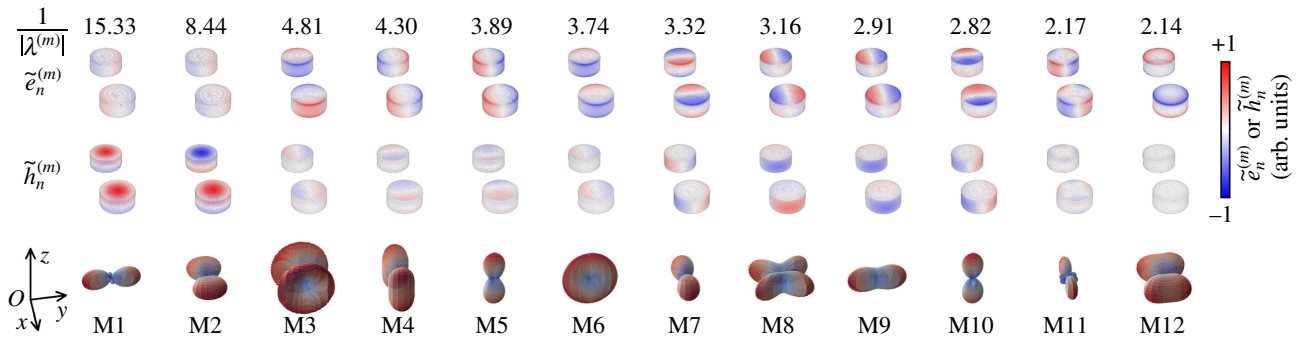 1/|λ^(m)| 15.33 8.44 4.81 4.30 3.89 3.74 3.32 3.16 2.91 2.82 2.17 2.14
ẽ_n^(m)
h̃_n^(m)
+1
ẽ_n^(m) or h̃_n^(m)
(arb. units)
−1
z
O
x
y
M1 M2 M3 M4 M5 M6 M7 M8 M9 M10 M11 M12